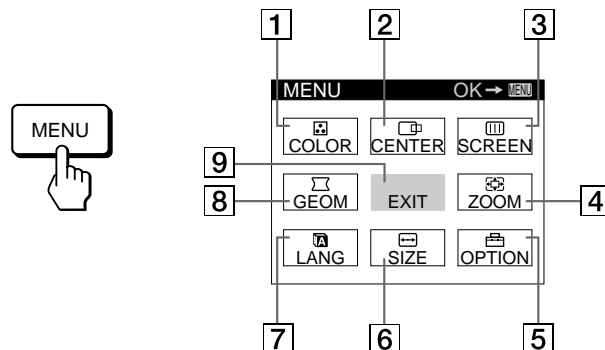 1 2 3
MENU OK→MENU
MENU
COLOR CENTER SCREEN
9
8 GEOM EXIT ZOOM 4
LANG SIZE OPTION
7 6 5